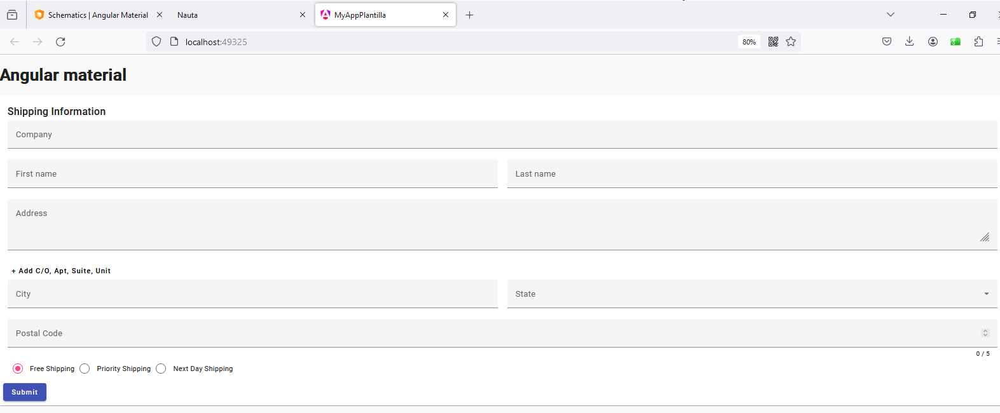 Schematics | Angular Material
Nauta
MyAppPlantilla
localhost:49325
80%
Angular material
Shipping Information
Company
First name
Last name
Address
+ Add C/O, Apt, Suite, Unit
City
State
Postal Code
0 / 5
Free Shipping
Priority Shipping
Next Day Shipping
Submit